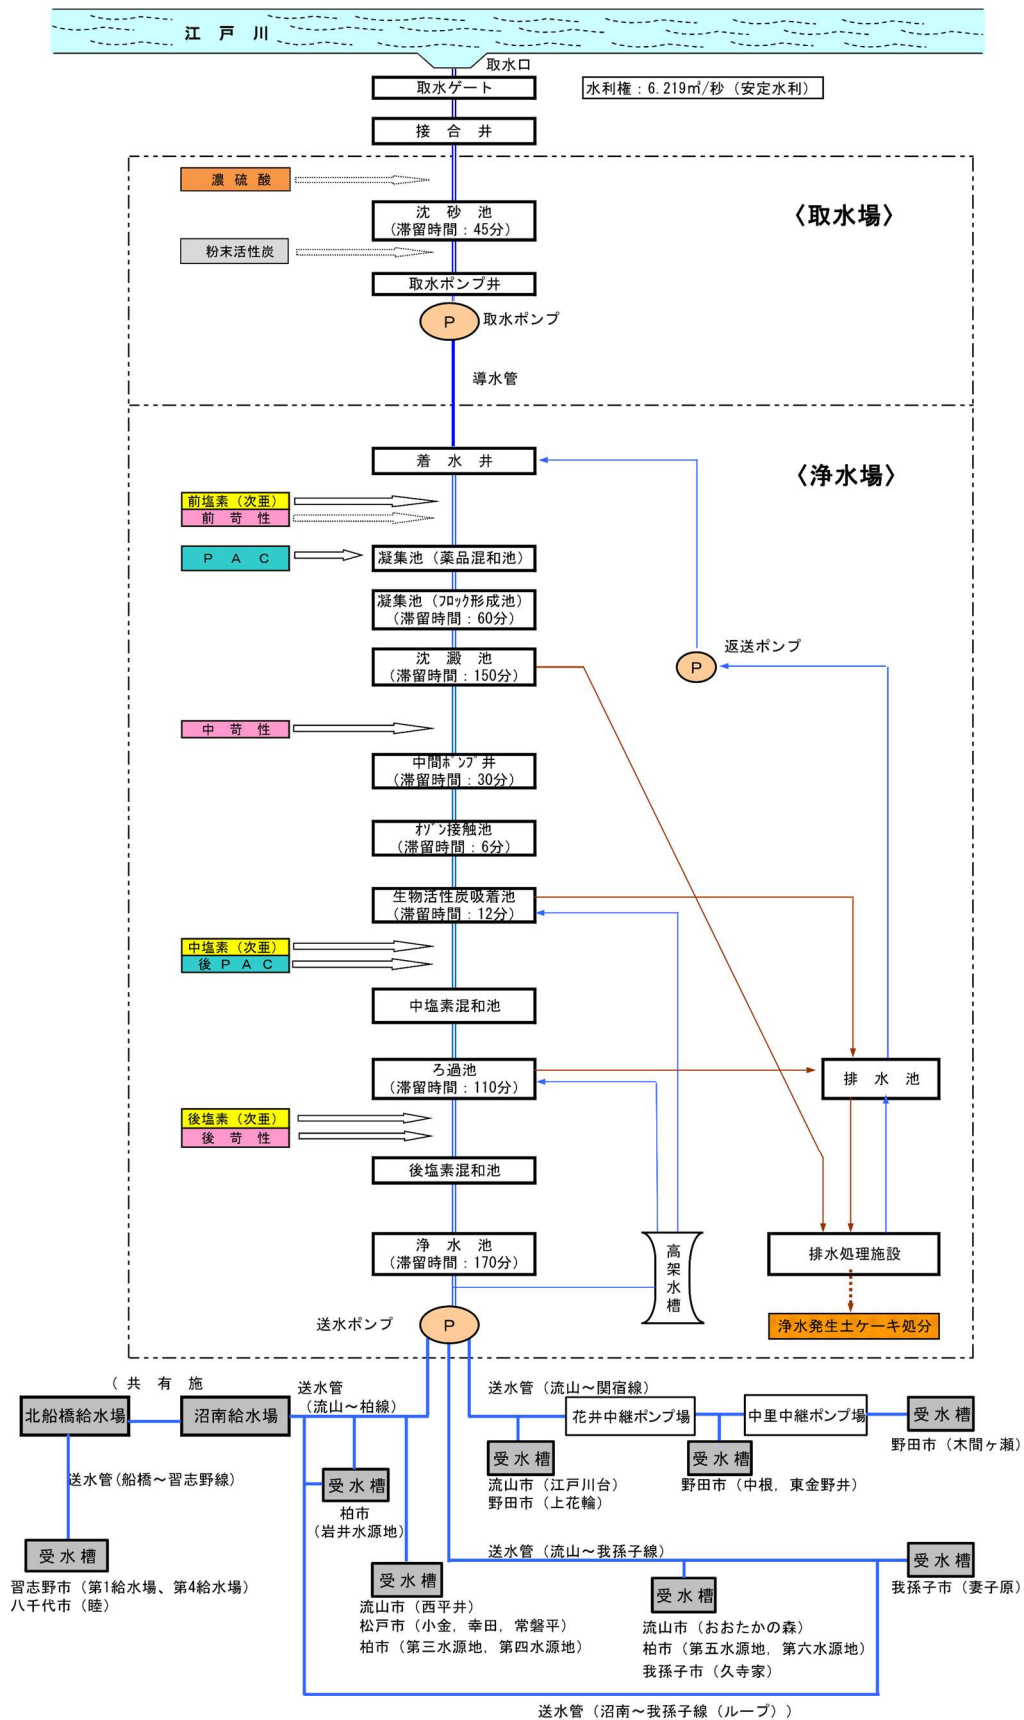 江戸川
取水口
取水ゲート
水利権：6.219㎥/秒（安定水利）
接合井
濃硫酸
沈砂池
（滞留時間：45分）
〈取水場〉
粉末活性炭
取水ポンプ井
P
取水ポンプ
導水管
着水井
〈浄水場〉
前塩素（次亜）
前苛性
PAC
凝集池（薬品混和池）
凝集池（フロック形成池）
（滞留時間：60分）
沈澱池
（滞留時間：150分）
返送ポンプ
P
中苛性
中間ポンプ井
（滞留時間：30分）
オゾン接触池
（滞留時間：6分）
生物活性炭吸着池
（滞留時間：12分）
中塩素（次亜）
後PAC
中塩素混和池
ろ過池
（滞留時間：110分）
排水池
後塩素（次亜）
後苛性
後塩素混和池
浄水池
（滞留時間：170分）
高架水槽
排水処理施設
送水ポンプ
P
浄水発生土ケーキ処分
（共有施
送水管
（流山～柏線）
送水管（流山～関宿線）
北船橋給水場
沼南給水場
花井中継ポンプ場
中里中継ポンプ場
受水槽
野田市（木間ヶ瀬）
受水槽
流山市（江戸川台）
野田市（上花輪）
受水槽
野田市（中根，東金野井）
送水管（船橋～習志野線）
受水槽
柏市
（岩井水源地）
送水管（流山～我孫子線）
受水槽
習志野市（第1給水場、第4給水場）
八千代市（睦）
受水槽
流山市（西平井）
松戸市（小金，幸田，常磐平）
柏市（第三水源地，第四水源地）
受水槽
流山市（おおたかの森）
柏市（第五水源地，第六水源地）
我孫子市（久寺家）
受水槽
我孫子市（妻子原）
送水管（沼南～我孫子線（ループ））